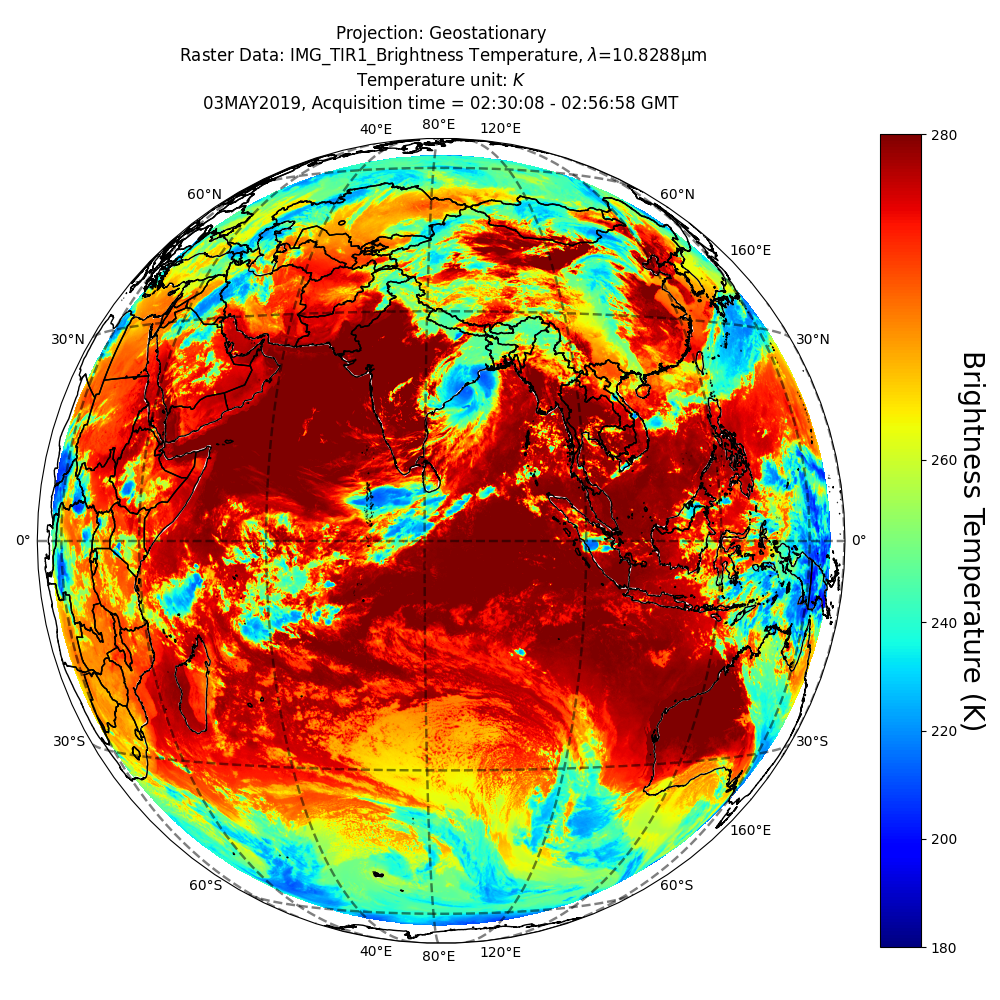 Projection: Geostationary
Raster Data: IMG_TIR1_Brightness Temperature, λ=10.8288μm
Temperature unit: K
03MAY2019, Acquisition time = 02:30:08 - 02:56:58 GMT
40°E 80°E 120°E
60°N 60°N
160°E
30°N 30°N
0° 0°
30°S 30°S
160°E
60°S 60°S
40°E 80°E 120°E
280
260
240
220
200
180
Brightness Temperature (K)